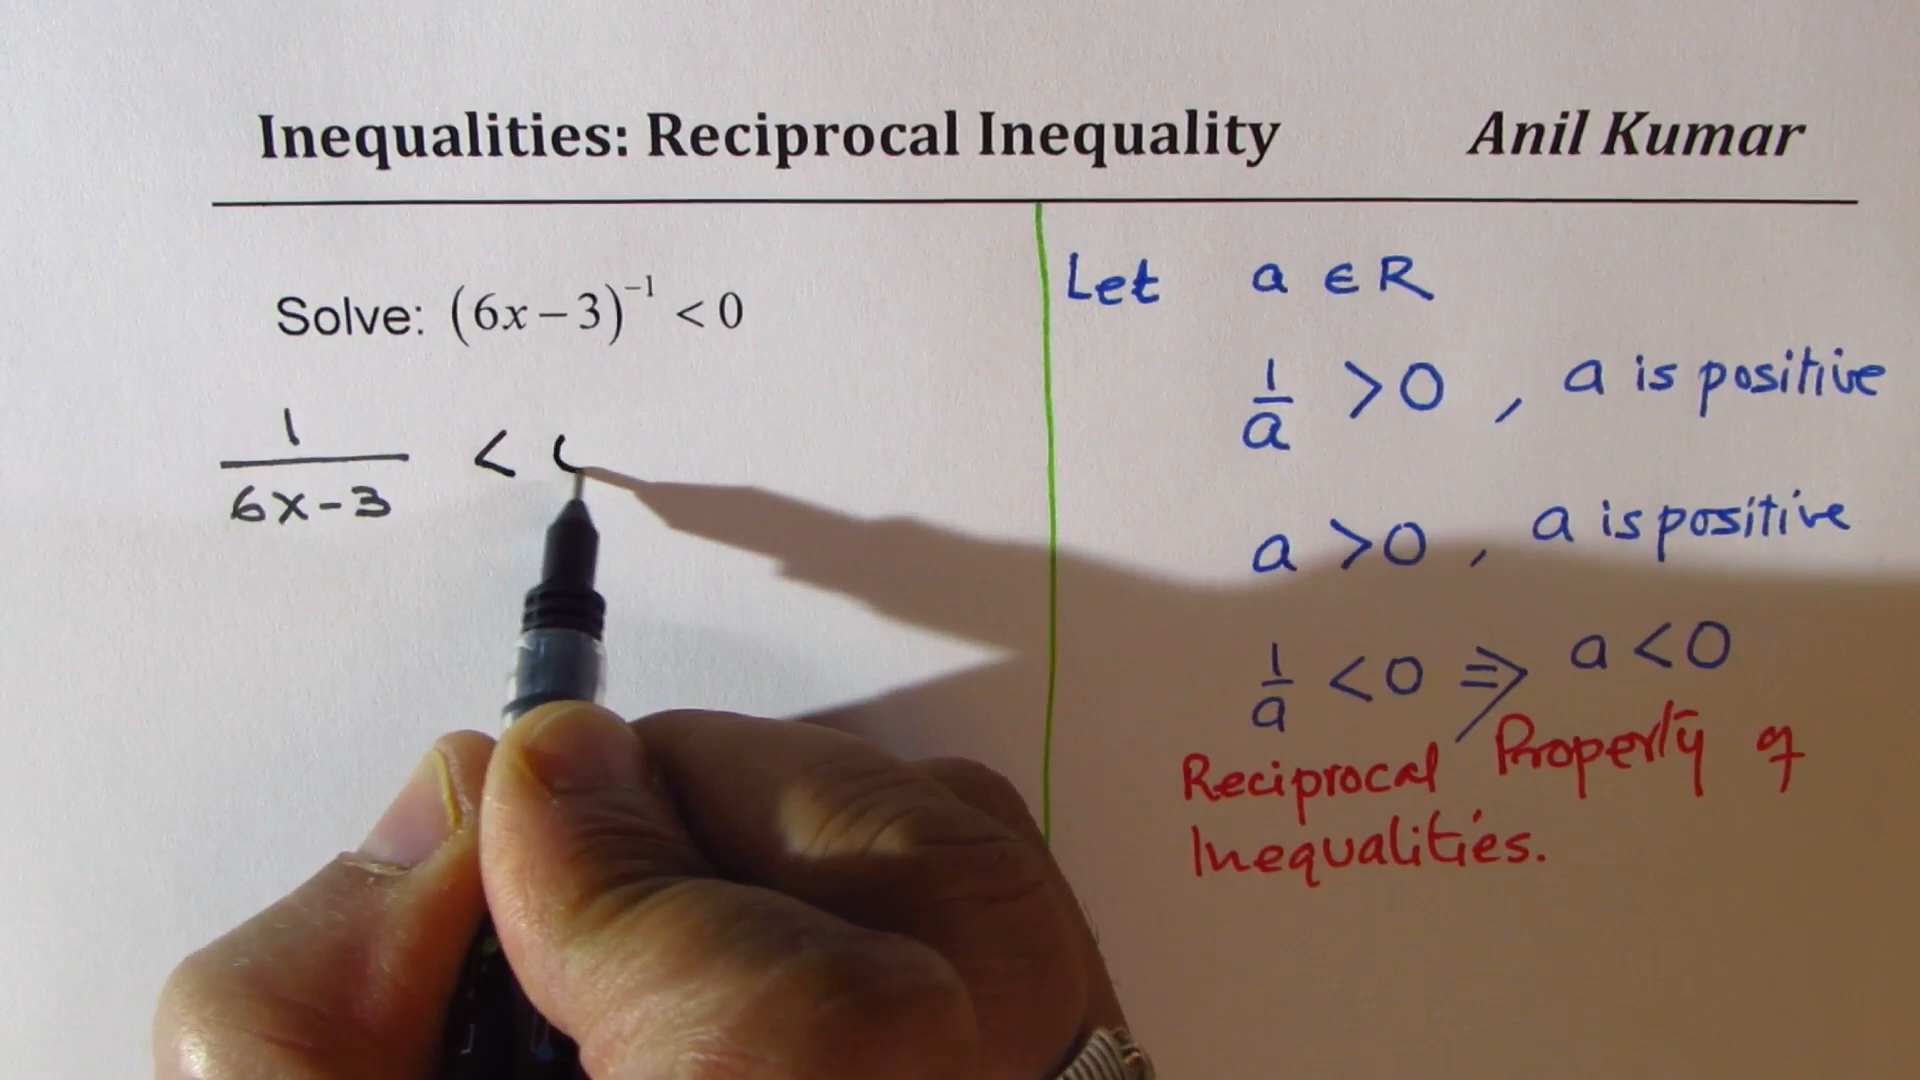 Inequalities: Reciprocal Inequality Anil Kumar
Solve: (6x−3)⁻¹ < 0
1
6x-3 <
Let a ∈ R
1/a > 0 , a is positive
a > 0 , a is positive
1/a < 0 ⇒ a < 0
Reciprocal Property of
Inequalities.